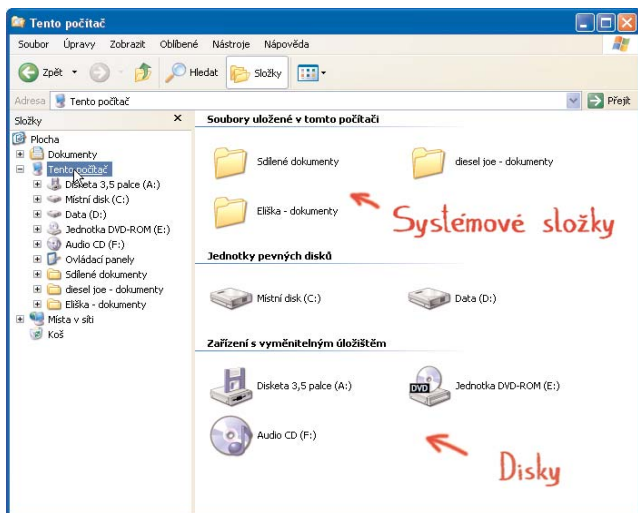 Tento počítač
Soubor Úpravy Zobrazit Oblíbené Nástroje Nápověda
Zpět Hledat Složky
Adresa Tento počítač Přejít
Složky x
Plocha
Dokumenty
Tento počítač
Disketa 3,5 palce (A:)
Místní disk (C:)
Data (D:)
Jednotka DVD-ROM (E:)
Audio CD (F:)
Ovládací panely
Sdílené dokumenty
diesel joe - dokumenty
Eliška - dokumenty
Místa v síti
Koš
Soubory uložené v tomto počítači
Sdílené dokumenty diesel joe - dokumenty
Eliška - dokumenty
Systémové složky
Jednotky pevných disků
Místní disk (C:) Data (D:)
Zařízení s vyměnitelným úložištěm
Disketa 3,5 palce (A:) DVD Jednotka DVD-ROM (E:)
Audio CD (F:)
Disky